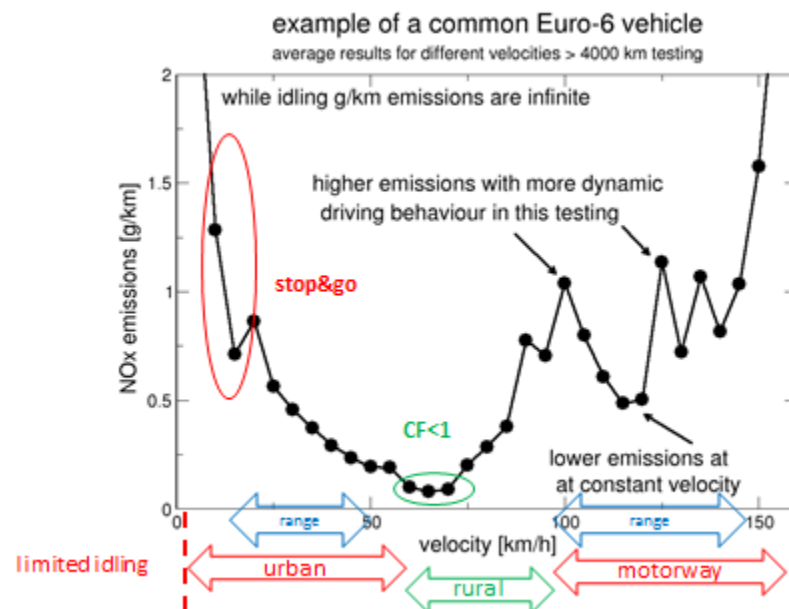 example of a common Euro-6 vehicle
average results for different velocities > 4000 km testing
2
while idling g/km emissions are infinite
higher emissions with more dynamic
driving behaviour in this testing
1.5
stop&go
1
NOx emissions [g/km]
0.5
CF<1
lower emissions at
at constant velocity
0
0
50
100
150
range
range
velocity [km/h]
limited idling
urban
rural
motorway